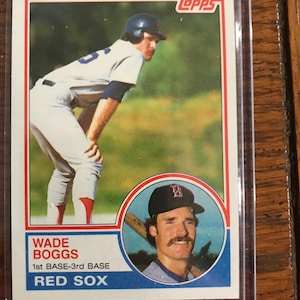 Topps
WADE
BOGGS
1st BASE-3rd BASE
RED SOX
B